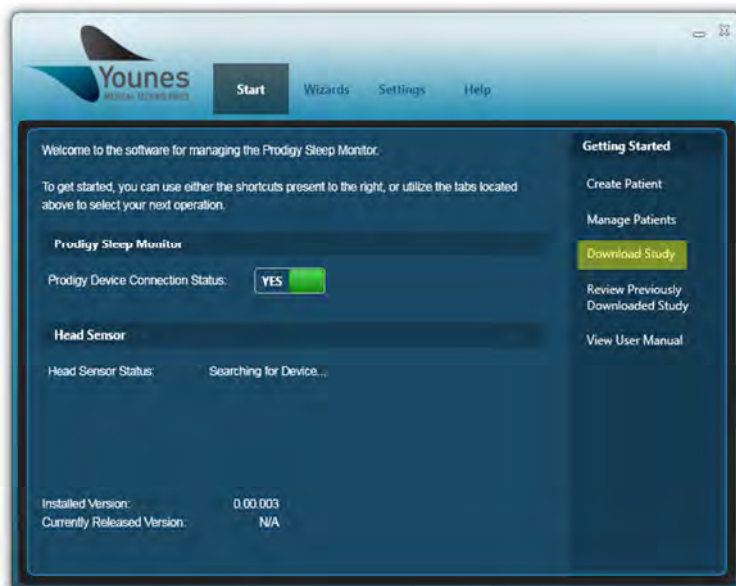 Younes
MEDICAL TECHNOLOGIES
Start Wizards Settings Help
Welcome to the software for managing the Prodigy Sleep Monitor.
To get started, you can use either the shortcuts present to the right, or utilize the tabs located
above to select your next operation.
Prodigy Sleep Monitor
Prodigy Device Connection Status: YES
Head Sensor
Head Sensor Status: Searching for Device...
Installed Version: 0.00.003
Currently Released Version: N/A
Getting Started
Create Patient
Manage Patients
Download Study
Review Previously
Downloaded Study
View User Manual